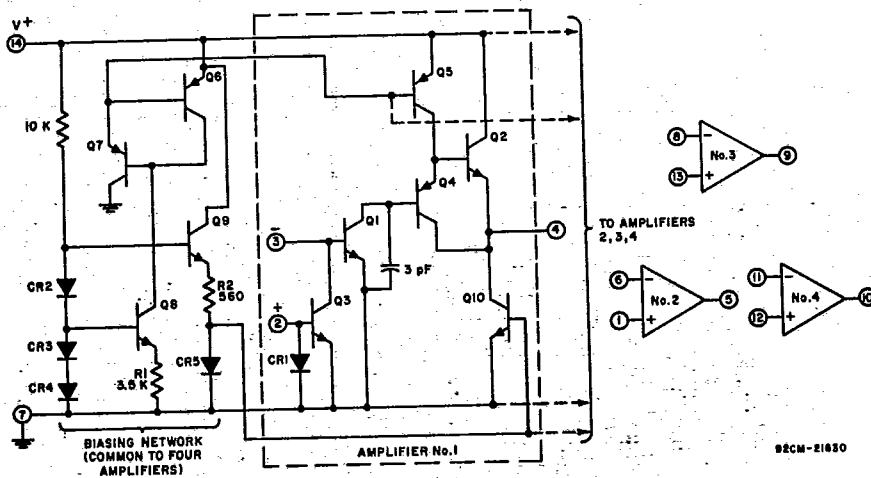 V+
14
Q6
Q5
10 K
Q2
Q7
8
−
No.3
9
13
+
Q4
Q9
Q1
TO AMPLIFIERS
2,3,4
−
3
4
CR2
R2
560
3 pF
6
−
No.2
5
1
+
11
−
No.4
10
12
+
Q8
+
2
Q3
Q10
CR3
CR5
CR1
R1
3.5 K
CR4
7
BIASING NETWORK
(COMMON TO FOUR
AMPLIFIERS)
AMPLIFIER No.1
92CM-21630